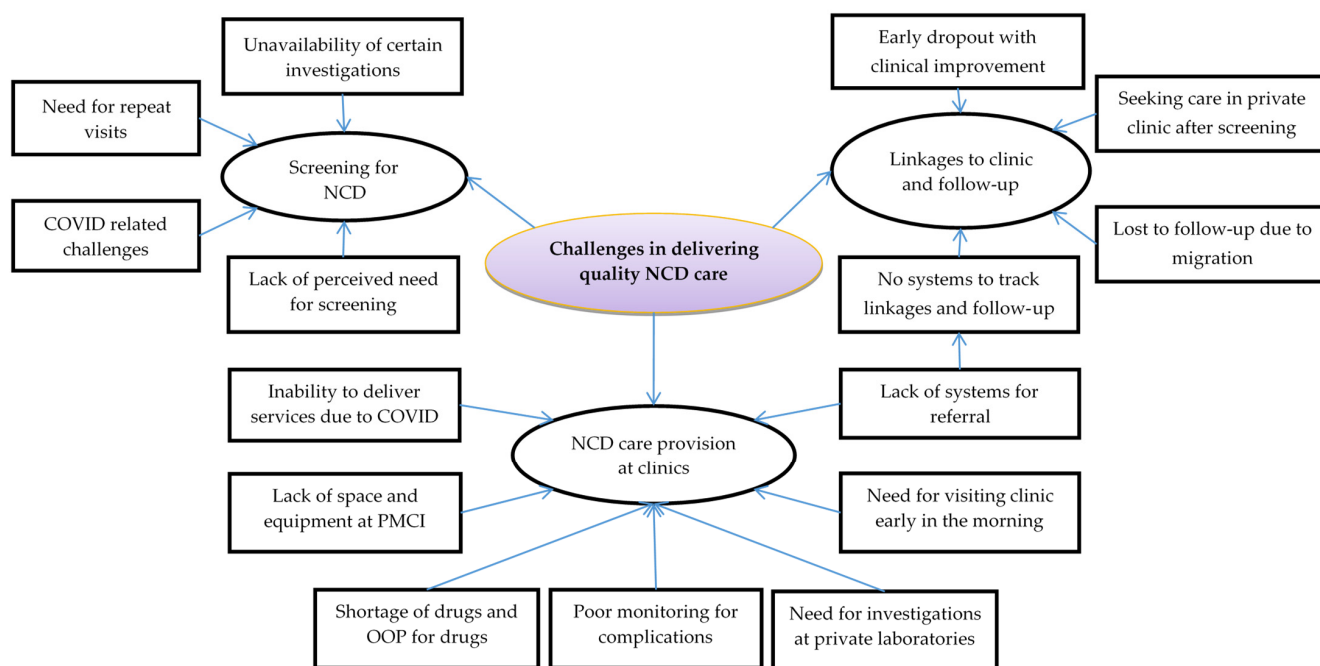 Unavailability of certain
investigations
Need for repeat
visits
Screening for
NCD
COVID related
challenges
Lack of perceived need
for screening
Early dropout with
clinical improvement
Seeking care in private
clinic after screening
Linkages to clinic
and follow-up
Lost to follow-up due to
migration
No systems to track
linkages and follow-up
Challenges in delivering
quality NCD care
Inability to deliver
services due to COVID
Lack of systems for
referral
NCD care provision
at clinics
Lack of space and
equipment at PMCI
Need for visiting clinic
early in the morning
Shortage of drugs and
OOP for drugs
Poor monitoring for
complications
Need for investigations
at private laboratories